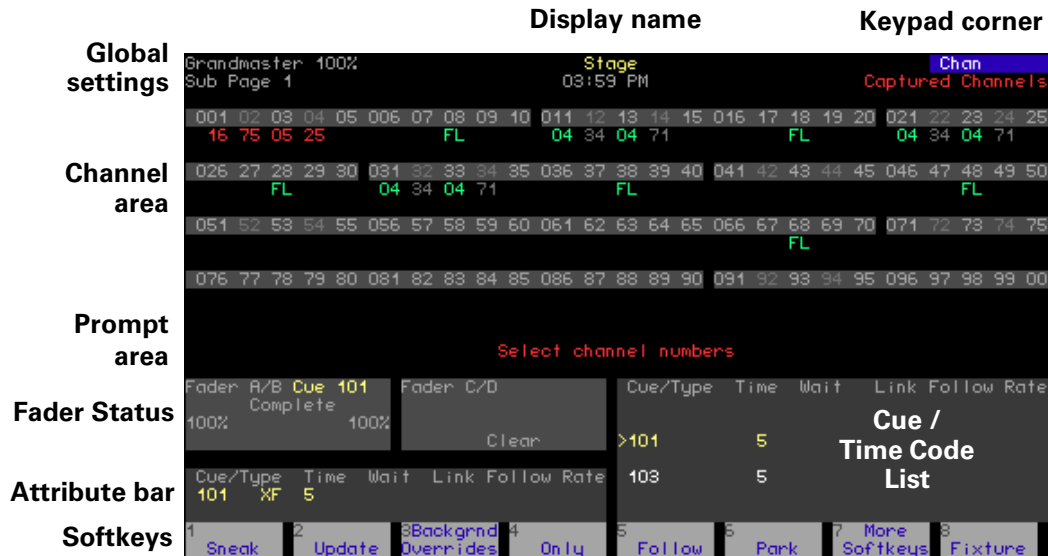 Display name Keypad corner
Global settings
Grandmaster 100% Stage Chan
Sub Page 1 03:59 PM Captured Channels
001 02 03 04 05 006 07 08 09 10 011 12 13 14 15 016 17 18 19 20 021 22 23 24 25
16 75 05 25 FL 04 34 04 71 FL 04 34 04 71
Channel area
026 27 28 29 30 031 32 33 34 35 036 37 38 39 40 041 42 43 44 45 046 47 48 49 50
FL 04 34 04 71 FL FL
051 52 53 54 55 056 57 58 59 60 061 62 63 64 65 066 67 68 69 70 071 72 73 74 75
FL
076 77 78 79 80 081 82 83 84 85 086 87 88 89 90 091 92 93 94 95 096 97 98 99 00
Prompt area
Select channel numbers
Fader Status
Fader A/B Cue 101
Complete
100% 100%
Fader C/D
Clear
Cue/Type Time Wait Link Follow Rate
>101 5
103 5
Cue /
Time Code
List
Attribute bar
Cue/Type Time Wait Link Follow Rate
101 XF 5
Softkeys
1 Sneak
2 Update
3 Backgrnd
Overrides
4 Only
5 Follow
6 Park
7 More
Softkeys
8 Fixture